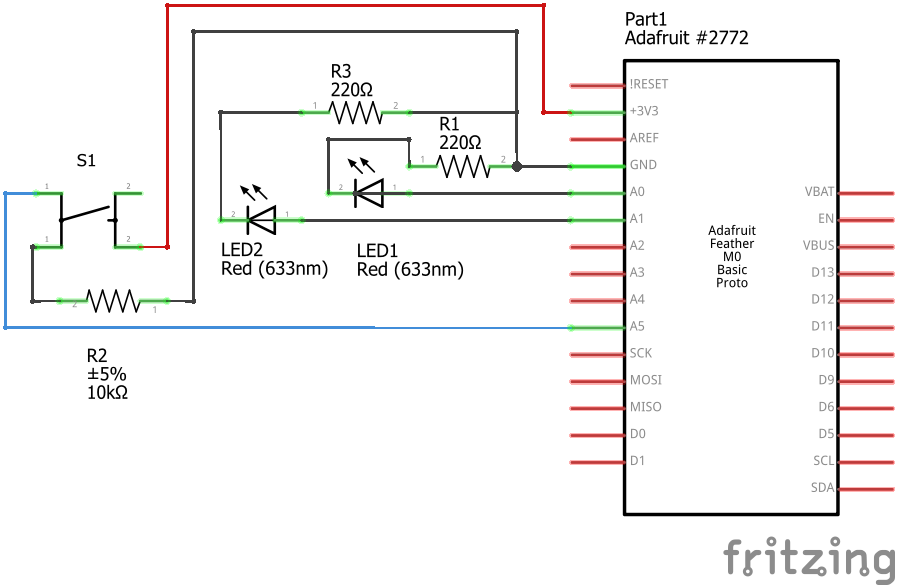 Part1
Adafruit #2772
R3
220Ω
1
2
R1
220Ω
1
2
S1
1
2
1
2
2
1
2
1
LED2
Red (633nm)
LED1
Red (633nm)
2
1
R2
±5%
10kΩ
!RESET
+3V3
AREF
GND
A0
A1
A2
A3
A4
A5
SCK
MOSI
MISO
D0
D1
Adafruit
Feather
M0
Basic
Proto
VBAT
EN
VBUS
D13
D12
D11
D10
D9
D6
D5
SCL
SDA
fritzing